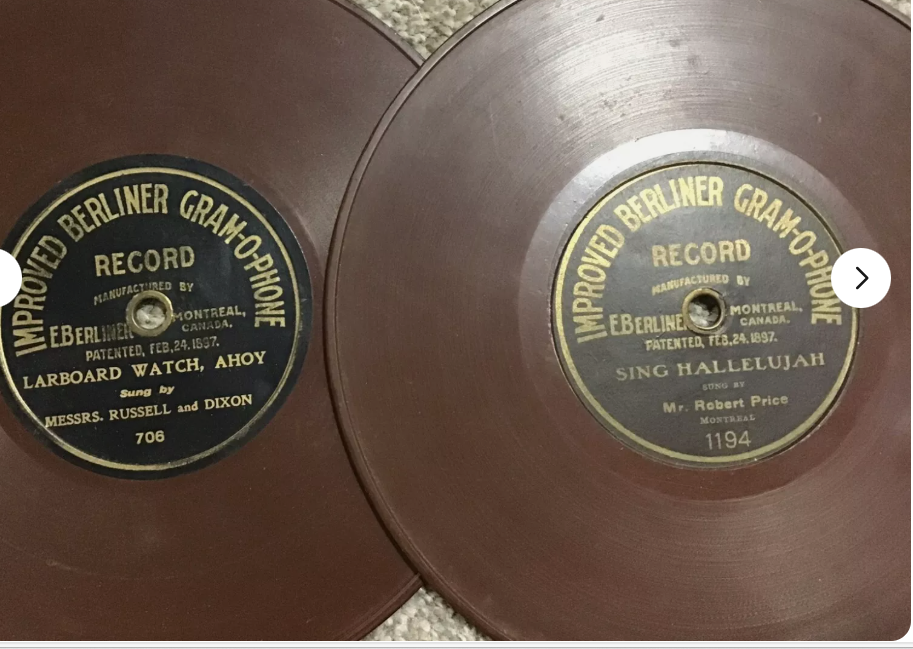 IMPROVED BERLINER GRAM-O-PHONE
RECORD
MANUFACTURED BY
E.BERLINER MONTREAL,
CANADA.
PATENTED, FEB,24.1897.
LARBOARD WATCH, AHOY
Sung by
MESSRS. RUSSELL and DIXON
706
IMPROVED BERLINER GRAM-O-PHONE
RECORD
MANUFACTURED BY
E.BERLINER MONTREAL,
CANADA.
PATENTED, FEB,24.1897.
SING HALLELUJAH
SUNG BY
Mr. Robert Price
MONTREAL
1194